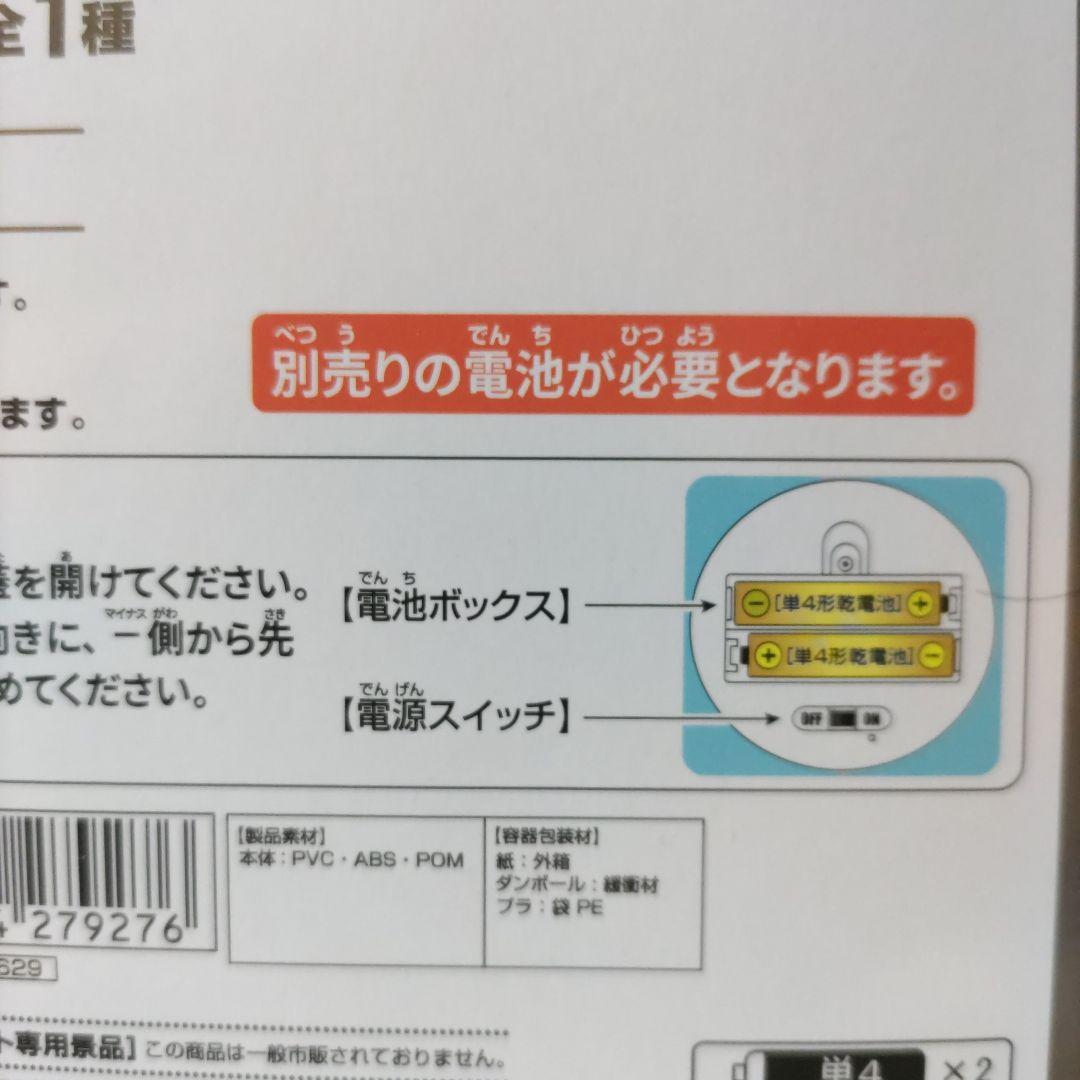 全1種
す。
べつ う でん ち ひつ よう
別売りの電池が必要となります。
ます。
あ
蓋を開けてください。
マイナス がわ さき
向きに、ー側から先
めてください。
でん ち
【電池ボックス】
－ [単4形乾電池] ＋
＋ [単4形乾電池] －
でん げん
【電源スイッチ】
OFF ON
【製品素材】
本体：PVC・ABS・POM
【容器包装材】
紙：外箱
ダンボール：緩衝材
プラ：袋 PE
4 279276
629
ト専用景品] この商品は一般市販されておりません。
単4 ×2